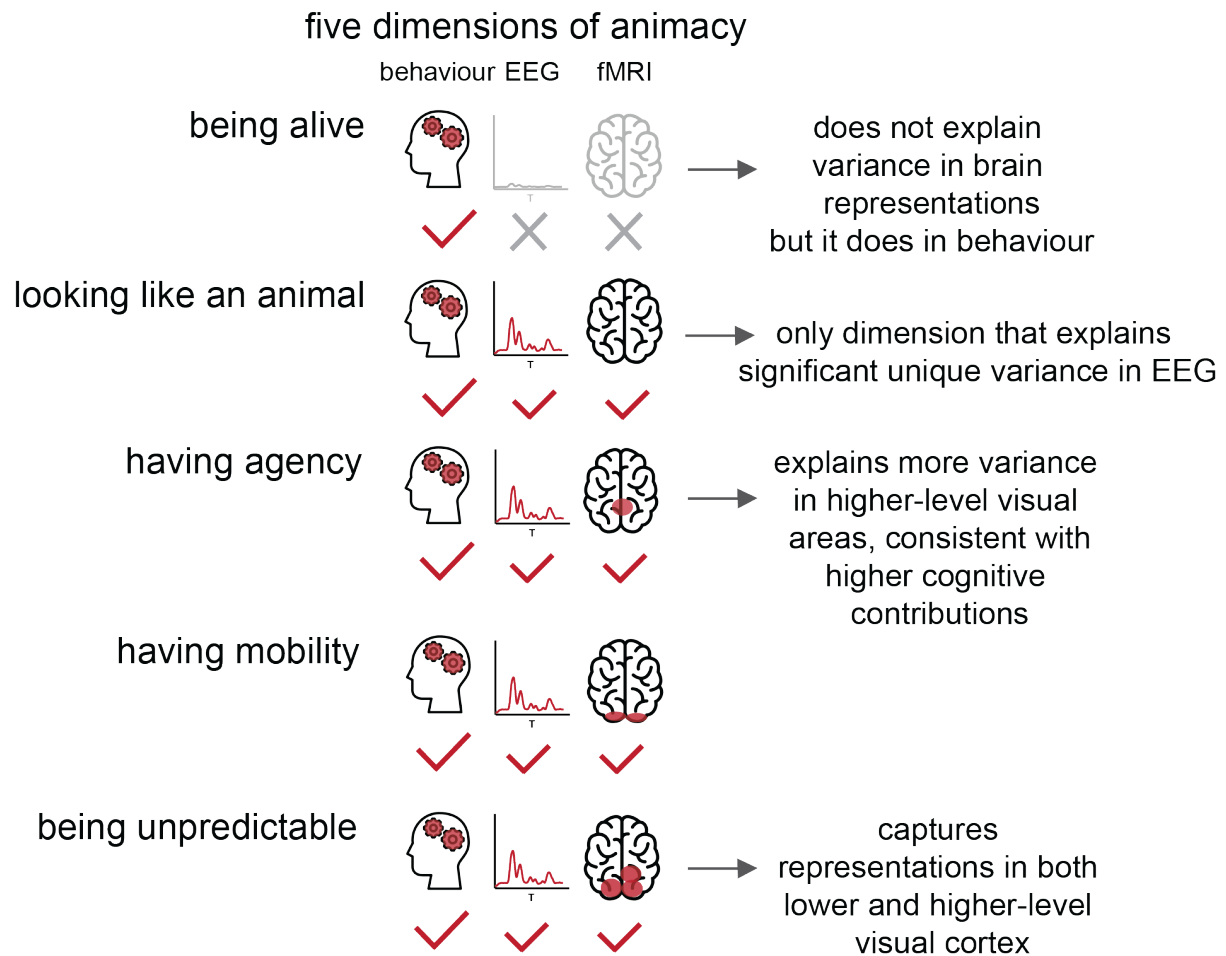 five dimensions of animacy
behaviour EEG fMRI
being alive
T
does not explain
variance in brain
representations
but it does in behaviour
looking like an animal
T
only dimension that explains
significant unique variance in EEG
having agency
T
explains more variance
in higher-level visual
areas, consistent with
higher cognitive
contributions
having mobility
T
being unpredictable
T
captures
representations in both
lower and higher-level
visual cortex